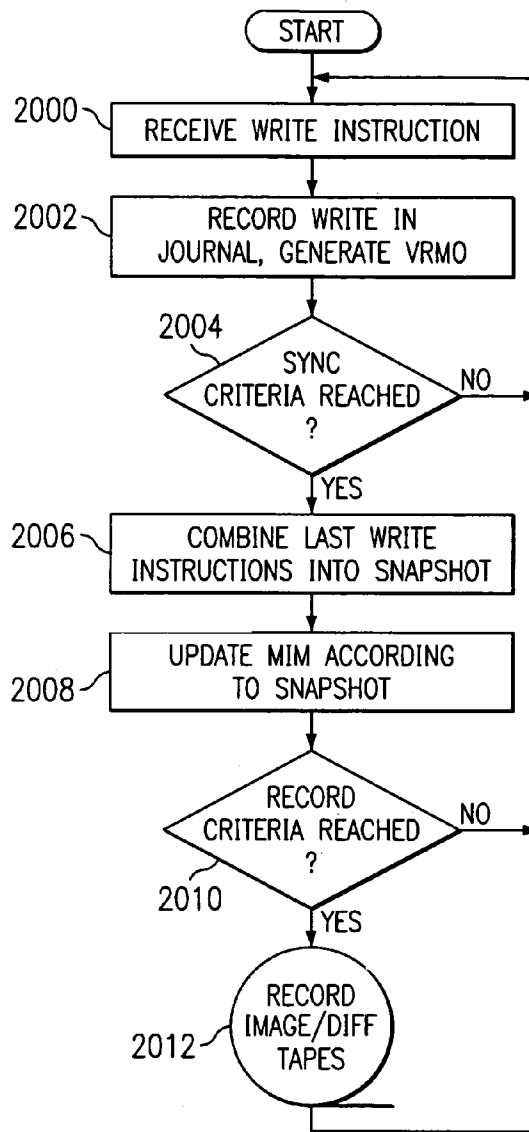 START
2000
RECEIVE WRITE INSTRUCTION
2002
RECORD WRITE IN
JOURNAL, GENERATE VRMO
2004
SYNC
CRITERIA REACHED
?
NO
YES
2006
COMBINE LAST WRITE
INSTRUCTIONS INTO SNAPSHOT
2008
UPDATE MIM ACCORDING
TO SNAPSHOT
RECORD
CRITERIA REACHED
?
NO
2010
YES
RECORD
IMAGE/DIFF
TAPES
2012